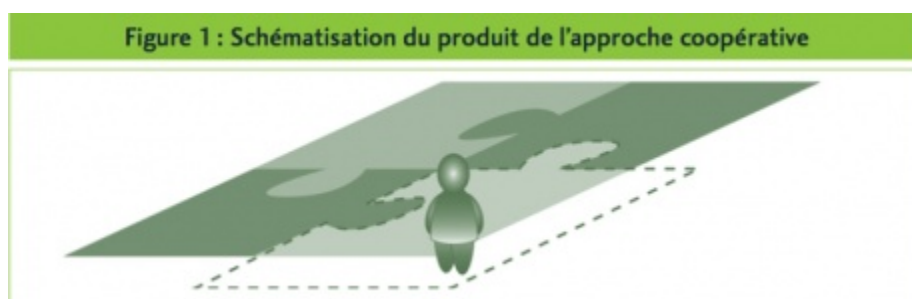 Figure 1 : Schématisation du produit de l'approche coopérative